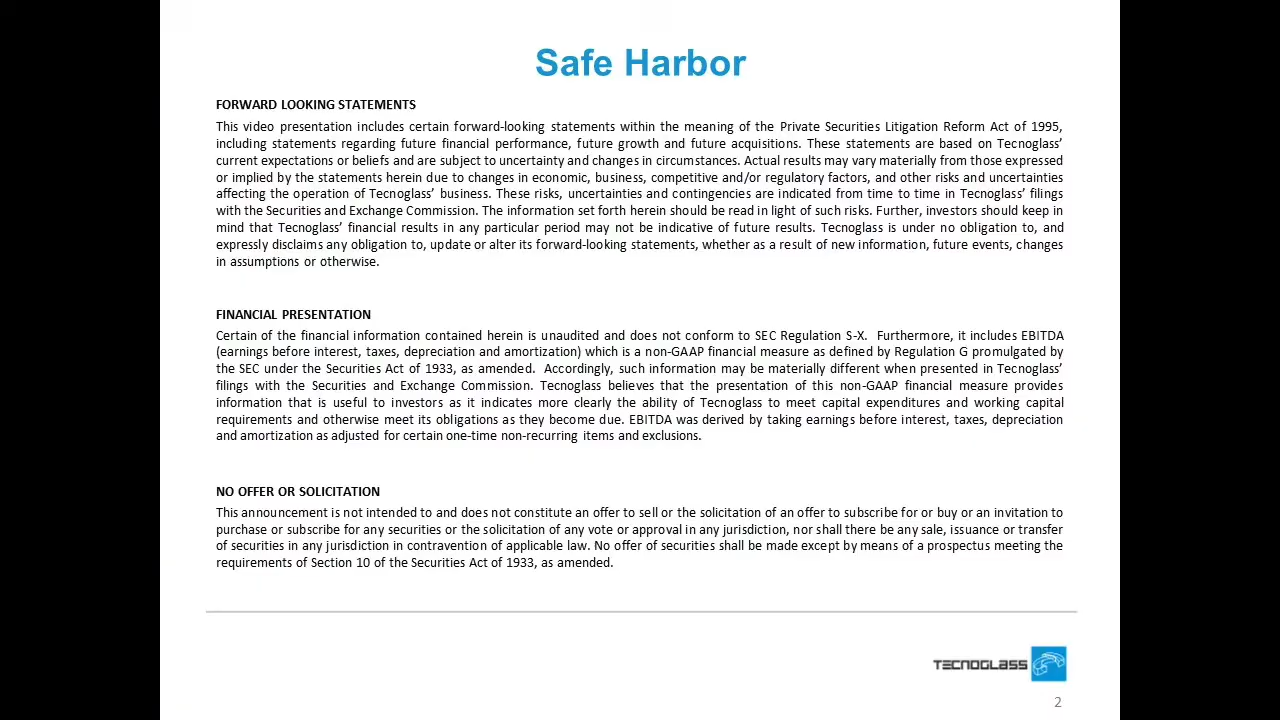 Safe Harbor
FORWARD LOOKING STATEMENTS
This video presentation includes certain forward-looking statements within the meaning of the Private Securities Litigation Reform Act of 1995,
including statements regarding future financial performance, future growth and future acquisitions. These statements are based on Tecnoglass’
current expectations or beliefs and are subject to uncertainty and changes in circumstances. Actual results may vary materially from those expressed
or implied by the statements herein due to changes in economic, business, competitive and/or regulatory factors, and other risks and uncertainties
affecting the operation of Tecnoglass’ business. These risks, uncertainties and contingencies are indicated from time to time in Tecnoglass’ filings
with the Securities and Exchange Commission. The information set forth herein should be read in light of such risks. Further, investors should keep in
mind that Tecnoglass’ financial results in any particular period may not be indicative of future results. Tecnoglass is under no obligation to, and
expressly disclaims any obligation to, update or alter its forward-looking statements, whether as a result of new information, future events, changes
in assumptions or otherwise.
FINANCIAL PRESENTATION
Certain of the financial information contained herein is unaudited and does not conform to SEC Regulation S-X. Furthermore, it includes EBITDA
(earnings before interest, taxes, depreciation and amortization) which is a non-GAAP financial measure as defined by Regulation G promulgated by
the SEC under the Securities Act of 1933, as amended. Accordingly, such information may be materially different when presented in Tecnoglass’
filings with the Securities and Exchange Commission. Tecnoglass believes that the presentation of this non-GAAP financial measure provides
information that is useful to investors as it indicates more clearly the ability of Tecnoglass to meet capital expenditures and working capital
requirements and otherwise meet its obligations as they become due. EBITDA was derived by taking earnings before interest, taxes, depreciation
and amortization as adjusted for certain one-time non-recurring items and exclusions.
NO OFFER OR SOLICITATION
This announcement is not intended to and does not constitute an offer to sell or the solicitation of an offer to subscribe for or buy or an invitation to
purchase or subscribe for any securities or the solicitation of any vote or approval in any jurisdiction, nor shall there be any sale, issuance or transfer
of securities in any jurisdiction in contravention of applicable law. No offer of securities shall be made except by means of a prospectus meeting the
requirements of Section 10 of the Securities Act of 1933, as amended.
TECNOGLASS
2